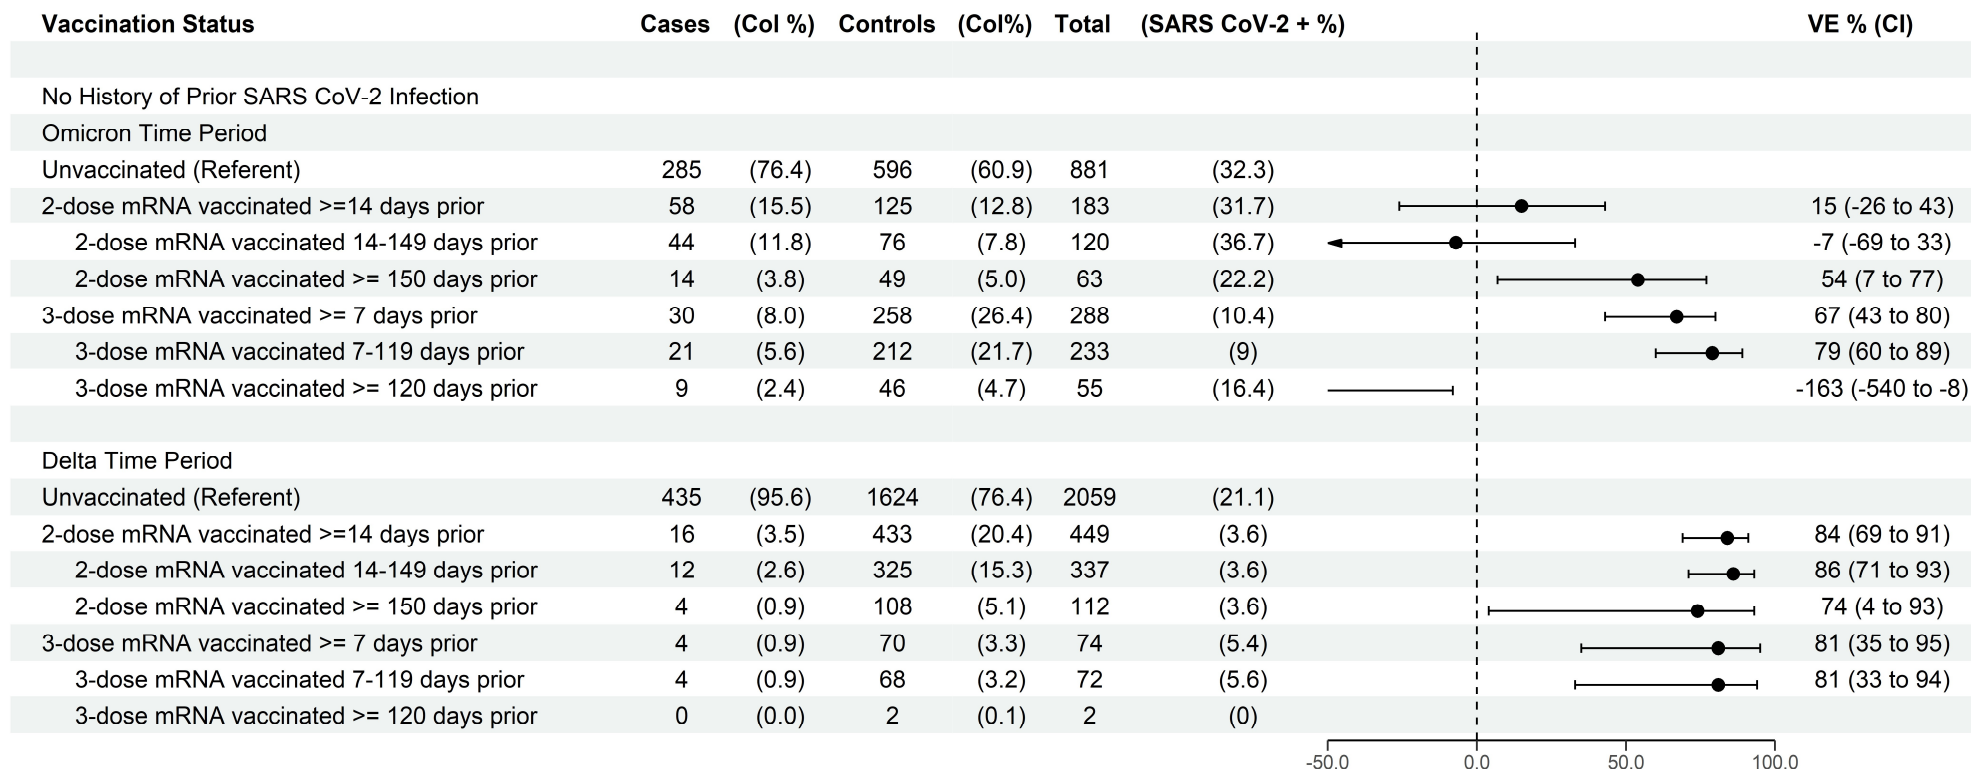 Vaccination Status Cases (Col %) Controls (Col%) Total (SARS CoV-2 + %) VE % (CI)
No History of Prior SARS CoV-2 Infection
Omicron Time Period
Unvaccinated (Referent) 285 (76.4) 596 (60.9) 881 (32.3)
2-dose mRNA vaccinated >=14 days prior 58 (15.5) 125 (12.8) 183 (31.7) 15 (-26 to 43)
2-dose mRNA vaccinated 14-149 days prior 44 (11.8) 76 (7.8) 120 (36.7) -7 (-69 to 33)
2-dose mRNA vaccinated >= 150 days prior 14 (3.8) 49 (5.0) 63 (22.2) 54 (7 to 77)
3-dose mRNA vaccinated >= 7 days prior 30 (8.0) 258 (26.4) 288 (10.4) 67 (43 to 80)
3-dose mRNA vaccinated 7-119 days prior 21 (5.6) 212 (21.7) 233 (9) 79 (60 to 89)
3-dose mRNA vaccinated >= 120 days prior 9 (2.4) 46 (4.7) 55 (16.4) -163 (-540 to -8)
Delta Time Period
Unvaccinated (Referent) 435 (95.6) 1624 (76.4) 2059 (21.1)
2-dose mRNA vaccinated >=14 days prior 16 (3.5) 433 (20.4) 449 (3.6) 84 (69 to 91)
2-dose mRNA vaccinated 14-149 days prior 12 (2.6) 325 (15.3) 337 (3.6) 86 (71 to 93)
2-dose mRNA vaccinated >= 150 days prior 4 (0.9) 108 (5.1) 112 (3.6) 74 (4 to 93)
3-dose mRNA vaccinated >= 7 days prior 4 (0.9) 70 (3.3) 74 (5.4) 81 (35 to 95)
3-dose mRNA vaccinated 7-119 days prior 4 (0.9) 68 (3.2) 72 (5.6) 81 (33 to 94)
3-dose mRNA vaccinated >= 120 days prior 0 (0.0) 2 (0.1) 2 (0)
-50.0 0.0 50.0 100.0